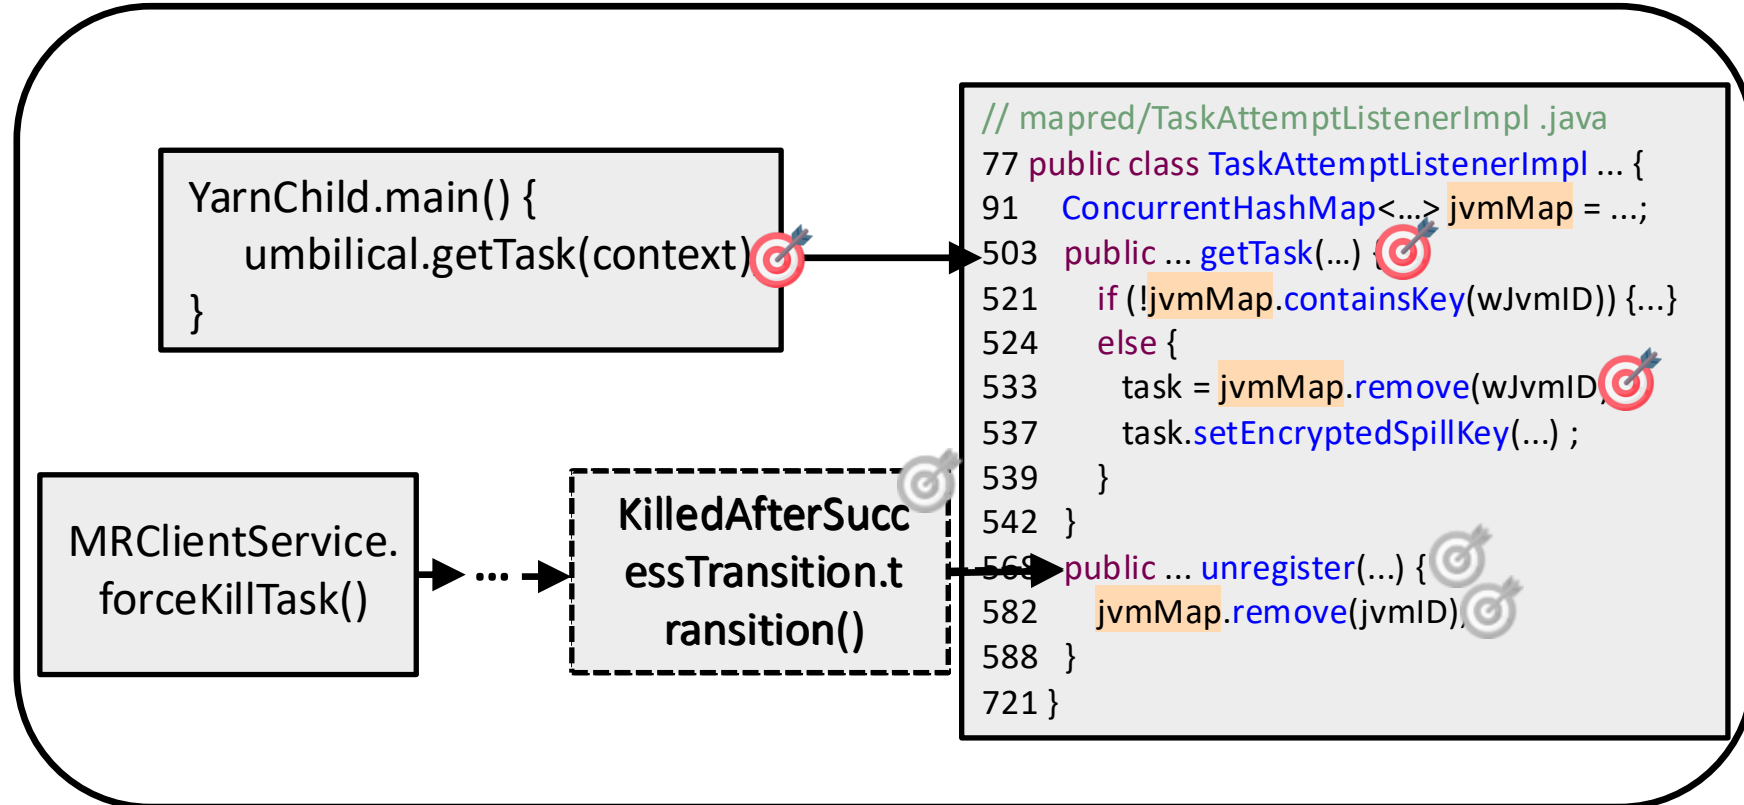 YarnChild.main() {
umbilical.getTask(context)
}
MRClientService.
forceKillTask()
...
KilledAfterSucc
essTransition.t
ransition()
// mapred/TaskAttemptListenerImpl .java
77 public class TaskAttemptListenerImpl ... {
91 ConcurrentHashMap<...> jvmMap = ...;
503 public ... getTask(...) {
521 if (!jvmMap.containsKey(wJvmID)) {...}
524 else {
533 task = jvmMap.remove(wJvmID)
537 task.setEncryptedSpillKey(...) ;
539 }
542 }
568 public ... unregister(...) {
582 jvmMap.remove(jvmID);
588 }
721 }